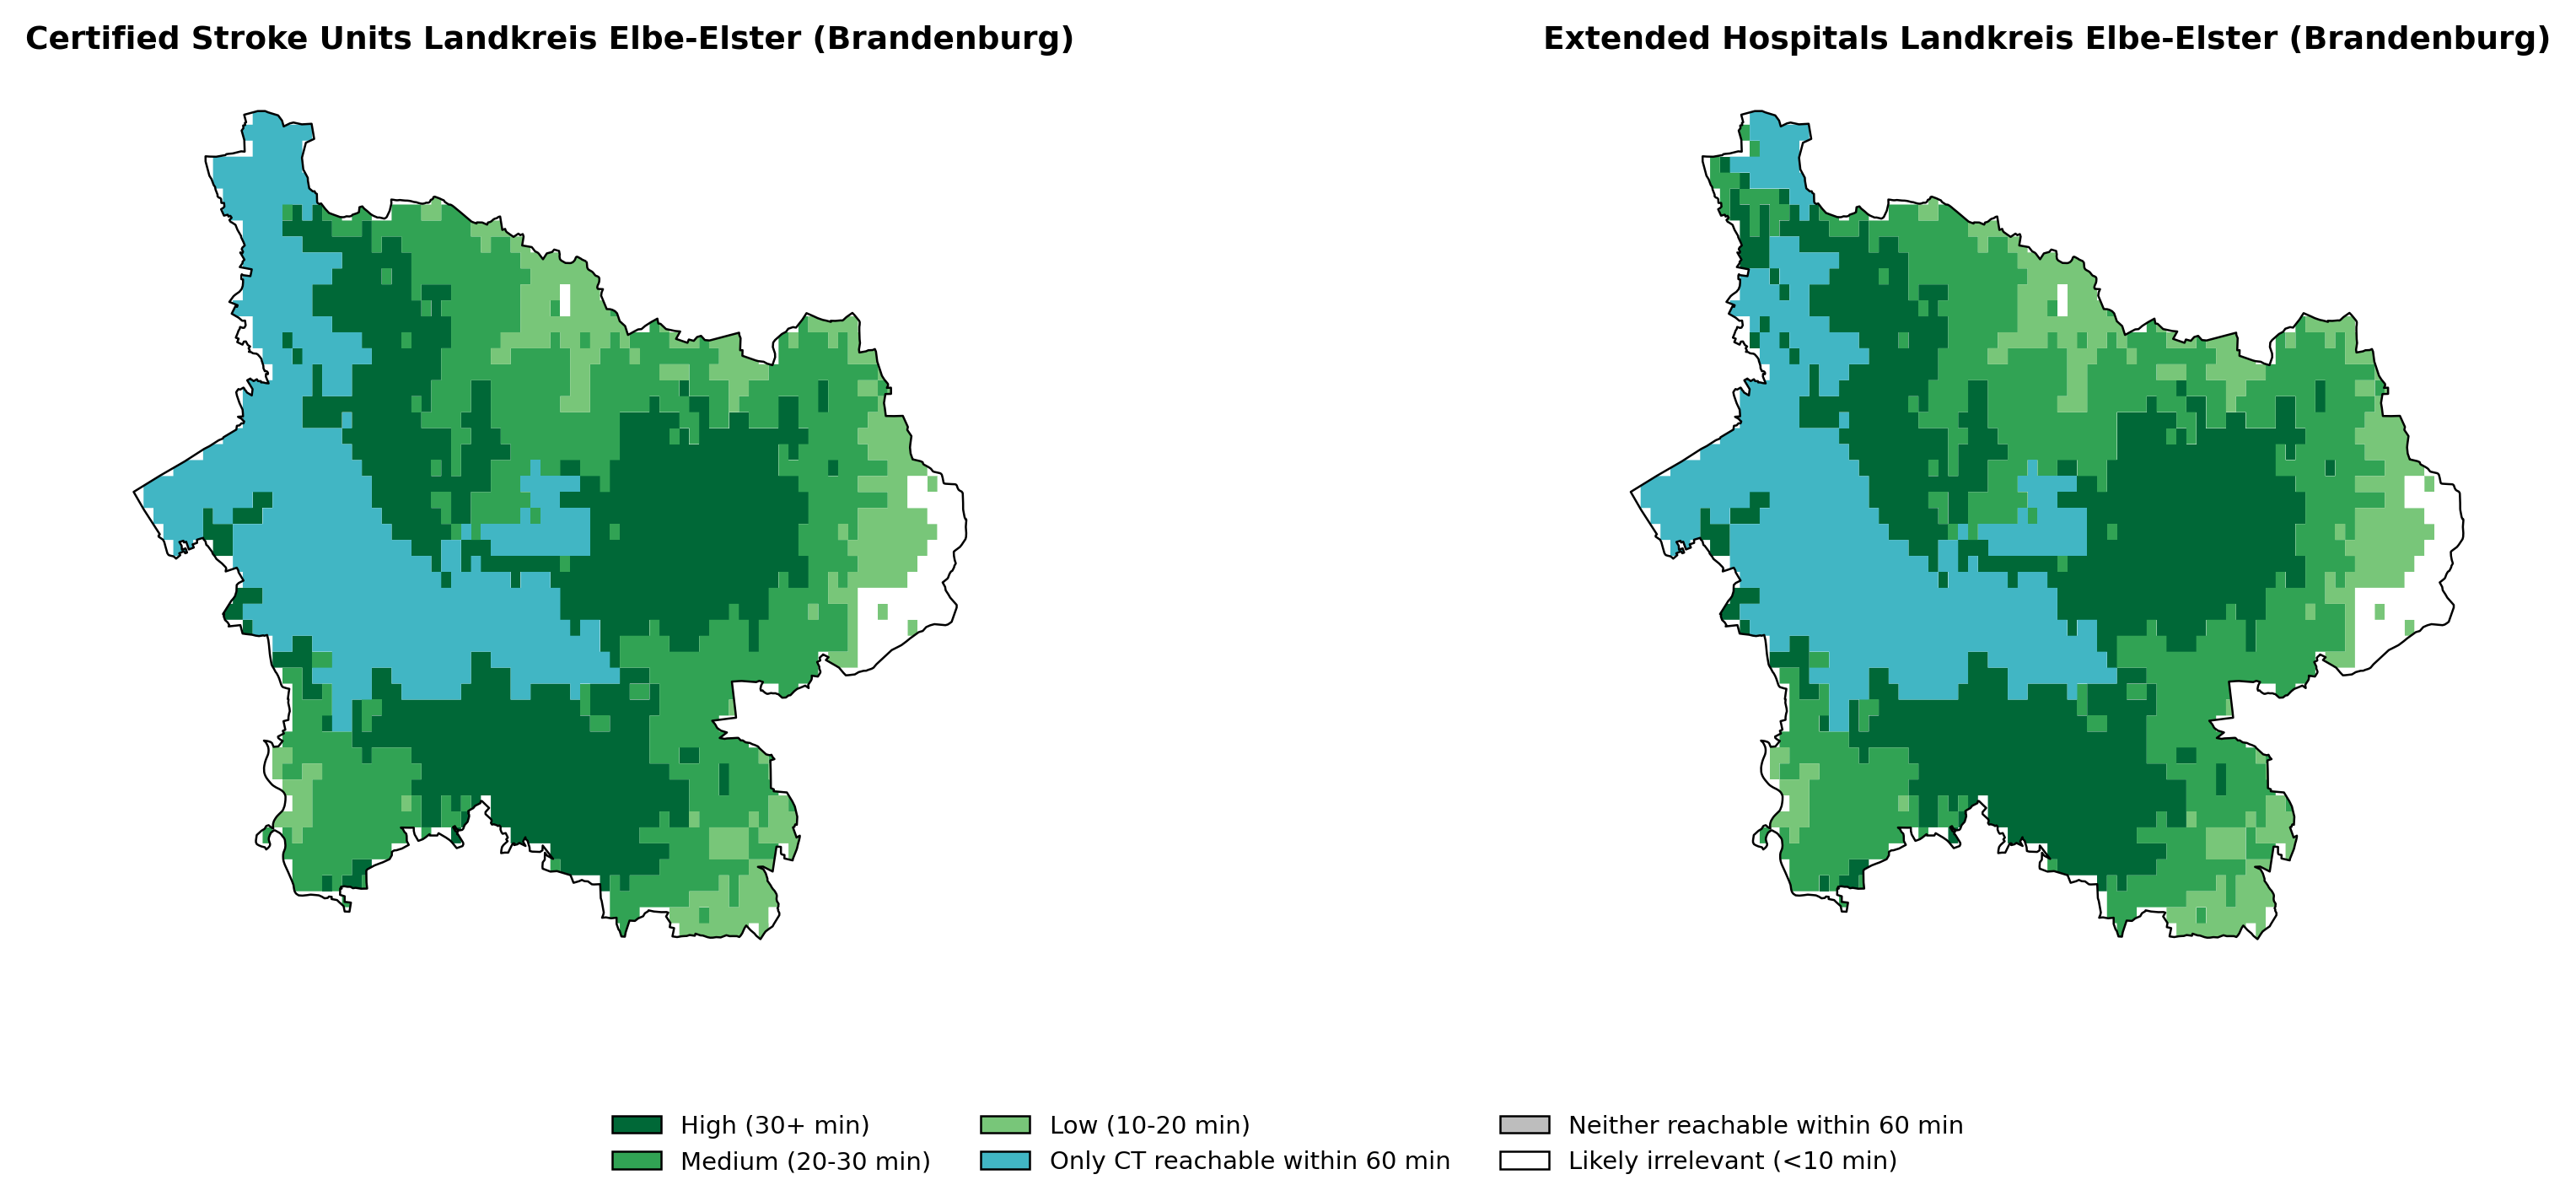 Certified Stroke Units Landkreis Elbe-Elster (Brandenburg)
Extended Hospitals Landkreis Elbe-Elster (Brandenburg)
High (30+ min)
Medium (20-30 min)
Low (10-20 min)
Only CT reachable within 60 min
Neither reachable within 60 min
Likely irrelevant (<10 min)